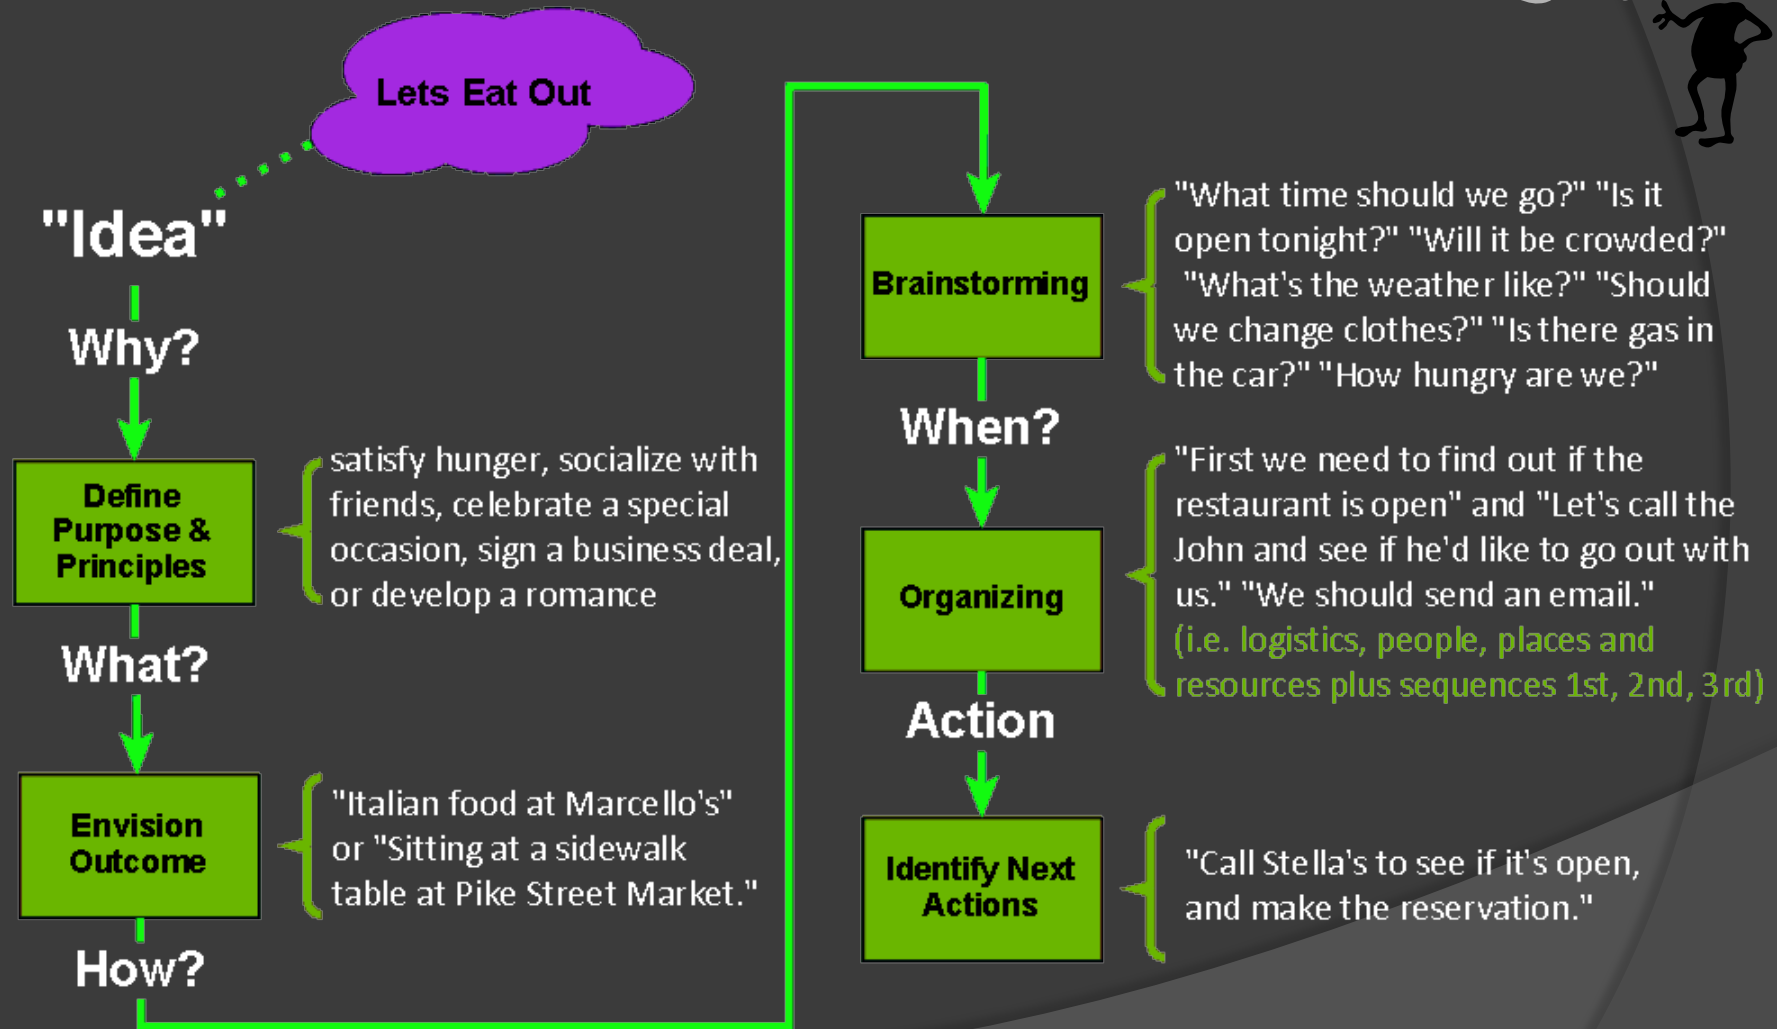 Lets Eat Out
"Idea"
Why?
Define
Purpose &
Principles
satisfy hunger, socialize with
friends, celebrate a special
occasion, sign a business deal,
or develop a romance
What?
Envision
Outcome
"Italian food at Marcello's"
or "Sitting at a sidewalk
table at Pike Street Market."
How?
Brainstorming
"What time should we go?" "Is it
open tonight?" "Will it be crowded?"
"What's the weather like?" "Should
we change clothes?" "Is there gas in
the car?" "How hungry are we?"
When?
Organizing
"First we need to find out if the
restaurant is open" and "Let's call the
John and see if he'd like to go out with
us." "We should send an email."
(i.e. logistics, people, places and
resources plus sequences 1st, 2nd, 3rd)
Action
Identify Next
Actions
"Call Stella's to see if it's open,
and make the reservation."